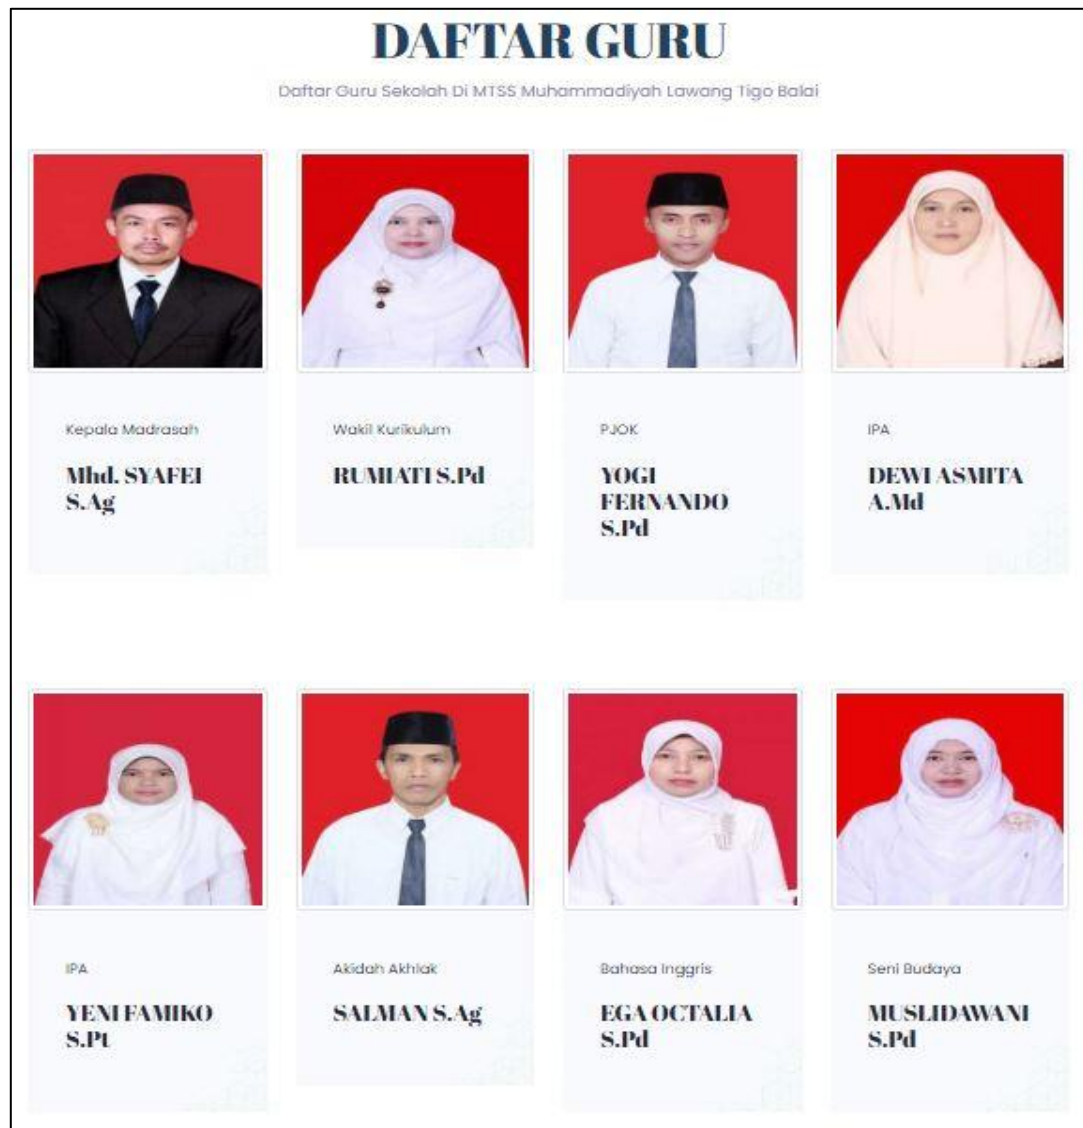 DAFTAR GURU
Daftar Guru Sekolah Di MTSS Muhammadiyah Lawang Tigo Balai
Kepala Madrasah
Mhd. SYAFEI
S.Ag
Wakil Kurikulum
RUMIATI S.Pd
PJOK
YOGI
FERNANDO
S.Pd
IPA
DEWI ASMITA
A.Md
IPA
YENI FAMIKO
S.Pt
Akidah Akhlak
SALMAN S.Ag
Bahasa Inggris
EGA OCTALIA
S.Pd
Seni Budaya
MUSLIDAWANI
S.Pd